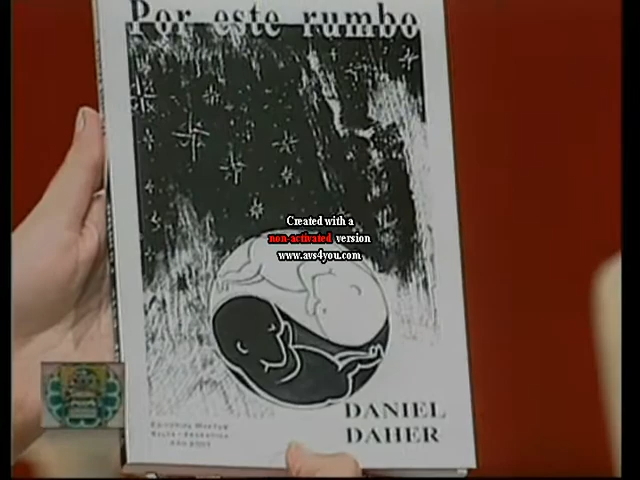 Por este rumbo
Created with a
non-activated version
www.avs4you.com
DANIEL
DAHER